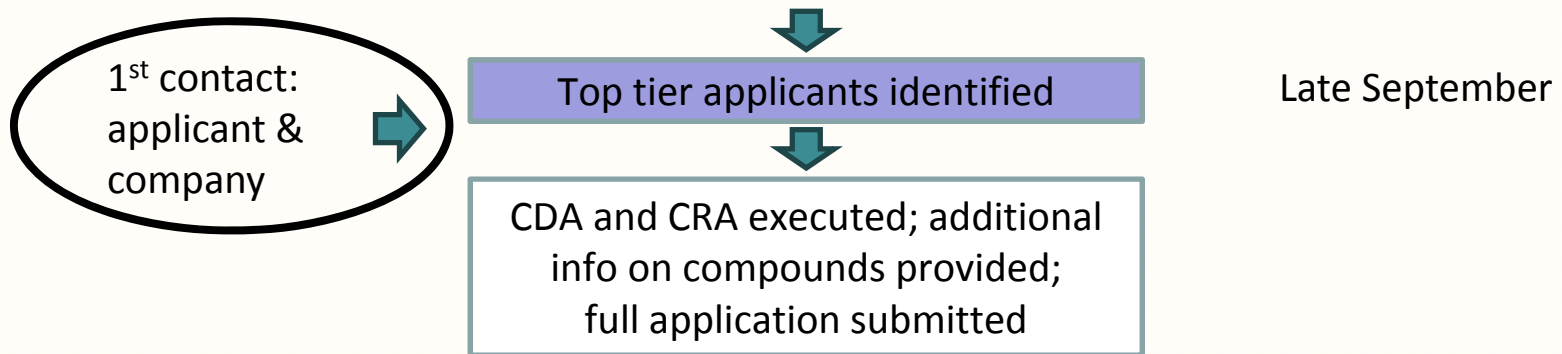 1st contact:
applicant &
company
Top tier applicants identified
Late September
CDA and CRA executed; additional
info on compounds provided;
full application submitted